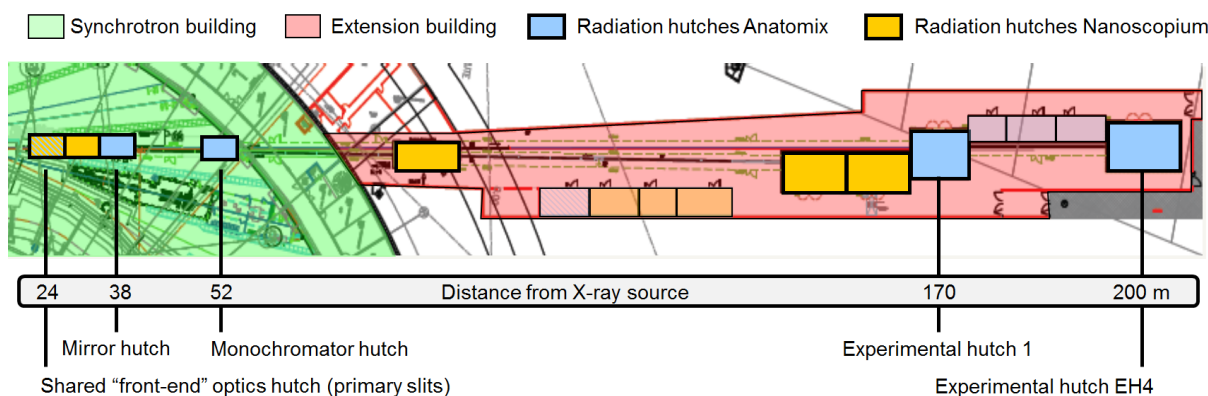 Synchrotron building
Extension building
Radiation hutches Anatomix
Radiation hutches Nanoscopium
24
38
52
Distance from X-ray source
170
200 m
Mirror hutch
Monochromator hutch
Experimental hutch 1
Shared “front-end” optics hutch (primary slits)
Experimental hutch EH4